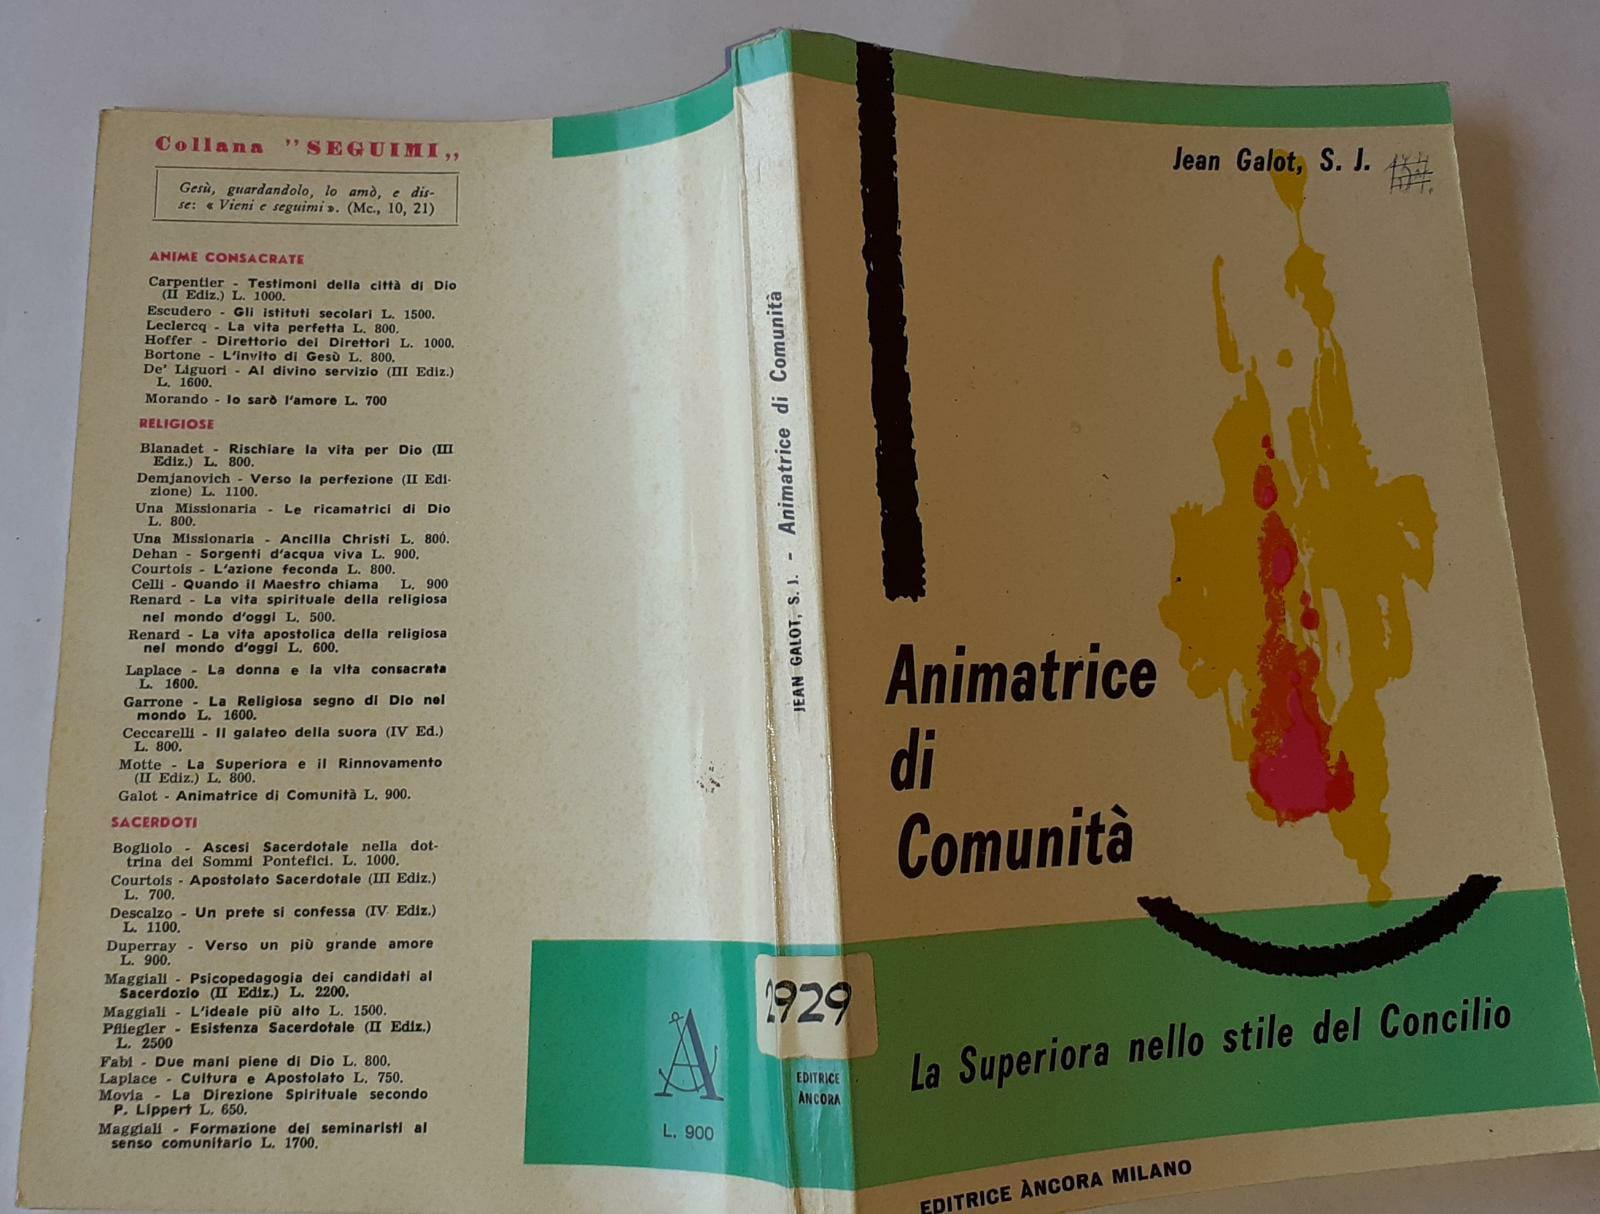 Collana "SEGUIMI„
Gesù, guardandolo, lo amò, e dis-
se: « Vieni e seguimi ». (Mc., 10, 21)
ANIME CONSACRATE
Carpentier - Testimoni della città di Dio
(II Ediz.) L. 1000.
Escudero - Gli istituti secolari L. 1500.
Leclercq - La vita perfetta L. 800.
Hoffer - Direttorio dei Direttori L. 1000.
Bortone - L'invito di Gesù L. 800.
De' Liguori - Al divino servizio (III Ediz.)
L. 1600.
Morando - Io sarò l'amore L. 700
RELIGIOSE
Blanadet - Rischiare la vita per Dio (III
Ediz.) L. 800.
Demjanovich - Verso la perfezione (II Edi-
zione) L. 1100.
Una Missionaria - Le ricamatrici di Dio
L. 800.
Una Missionaria - Ancilla Christi L. 800.
Dehan - Sorgenti d'acqua viva L. 900.
Courtois - L'azione feconda L. 800.
Celli - Quando il Maestro chiama L. 900
Renard - La vita spirituale della religiosa
nel mondo d'oggi L. 500.
Renard - La vita apostolica della religiosa
nel mondo d'oggi L. 600.
Laplace - La donna e la vita consacrata
L. 1600.
Garrone - La Religiosa segno di Dio nel
mondo L. 1600.
Ceccarelli - Il galateo della suora (IV Ed.)
L. 800.
Motte - La Superiora e il Rinnovamento
(II Ediz.) L. 800.
Galot - Animatrice di Comunità L. 900.
SACERDOTI
Bogliolo - Ascesi Sacerdotale nella dot-
trina dei Sommi Pontefici. L. 1000.
Courtois - Apostolato Sacerdotale (III Ediz.)
L. 700.
Descalzo - Un prete si confessa (IV Ediz.)
L. 1100.
Duperray - Verso un più grande amore
L. 900.
Maggiali - Psicopedagogia dei candidati al
Sacerdozio (II Ediz.) L. 2200.
Maggiali - L'ideale più alto L. 1500.
Pfliegler - Esistenza Sacerdotale (II Ediz.)
L. 2500
Fabi - Due mani piene di Dio L. 800.
Laplace - Cultura e Apostolato L. 750.
Movia - La Direzione Spirituale secondo
P. Lippert L. 650.
Maggiali - Formazione dei seminaristi al
senso comunitario L. 1700.
A
L. 900
JEAN GALOT, S. J. - Animatrice di Comunità
2929
EDITRICE
ÀNCORA
Jean Galot, S. J.
Animatrice
di
Comunità
La Superiora nello stile del Concilio
EDITRICE ÀNCORA MILANO